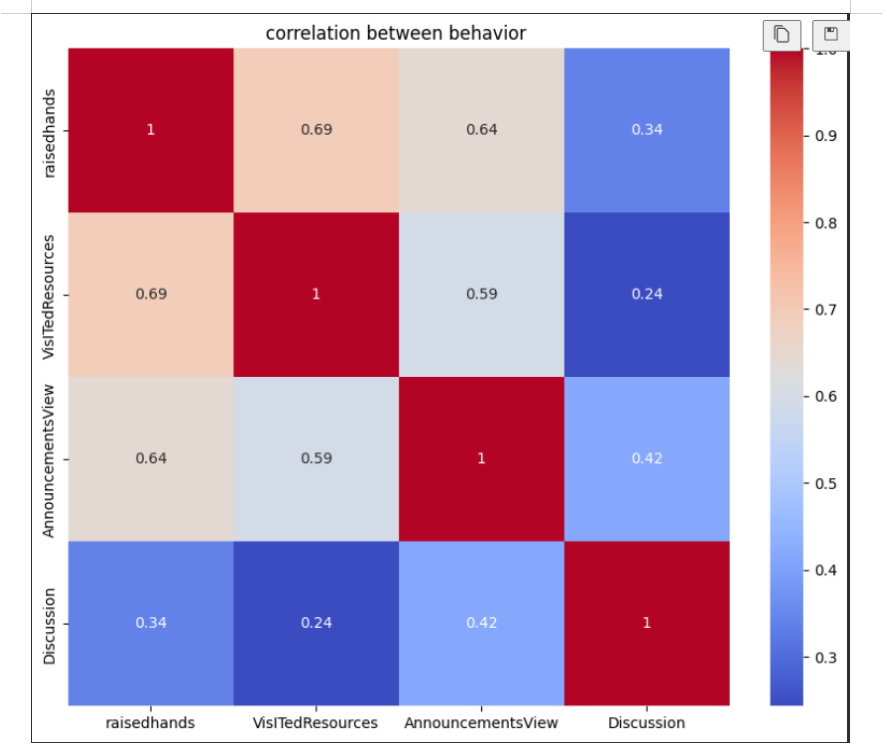 correlation between behavior
raisedhands
1 0.69 0.64 0.34
VisITedResources
0.69 1 0.59 0.24
AnnouncementsView
0.64 0.59 1 0.42
Discussion
0.34 0.24 0.42 1
raisedhands VisITedResources AnnouncementsView Discussion
0.9
0.8
0.7
0.6
0.5
0.4
0.3